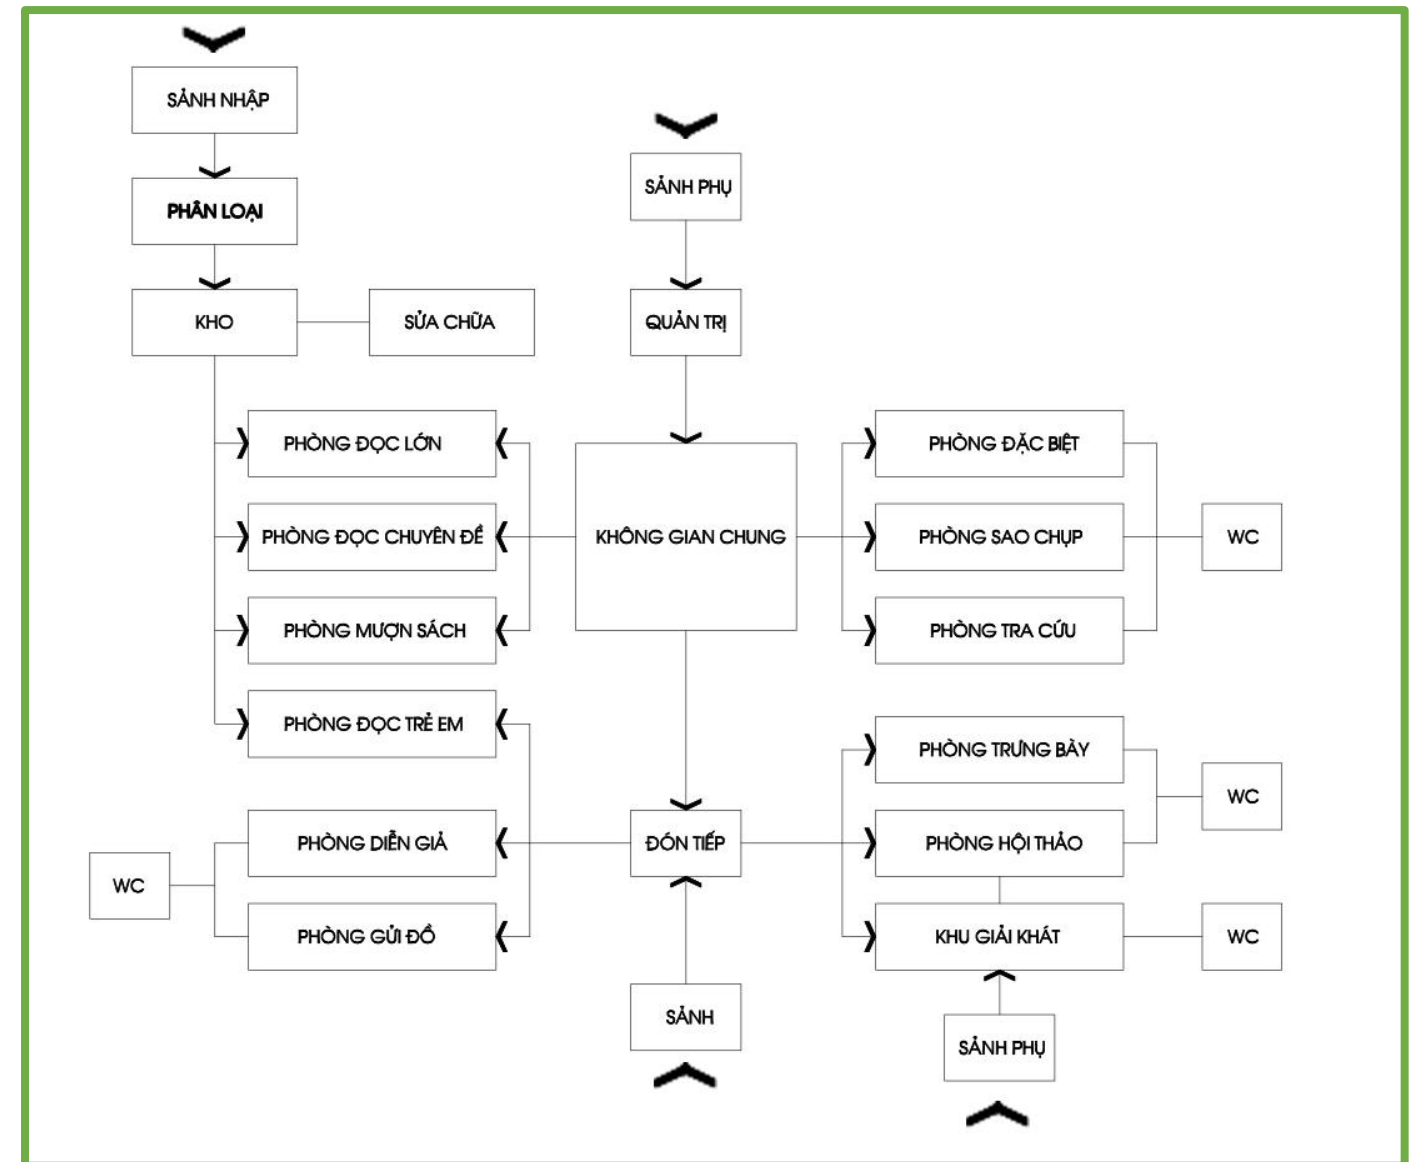 SẢNH NHẬP
PHÂN LOẠI
SẢNH PHỤ
KHO
SỬA CHỮA
QUẢN TRỊ
PHÒNG ĐỌC LỚN
PHÒNG ĐẶC BIỆT
PHÒNG ĐỌC CHUYÊN ĐỀ
KHÔNG GIAN CHUNG
PHÒNG SAO CHỤP
WC
PHÒNG MƯỢN SÁCH
PHÒNG TRA CỨU
PHÒNG ĐỌC TRẺ EM
PHÒNG TRƯNG BÀY
WC
PHÒNG DIỄN GIẢ
ĐÓN TIẾP
PHÒNG HỘI THẢO
WC
PHÒNG GỬI ĐỒ
KHU GIẢI KHÁT
WC
SẢNH
SẢNH PHỤ